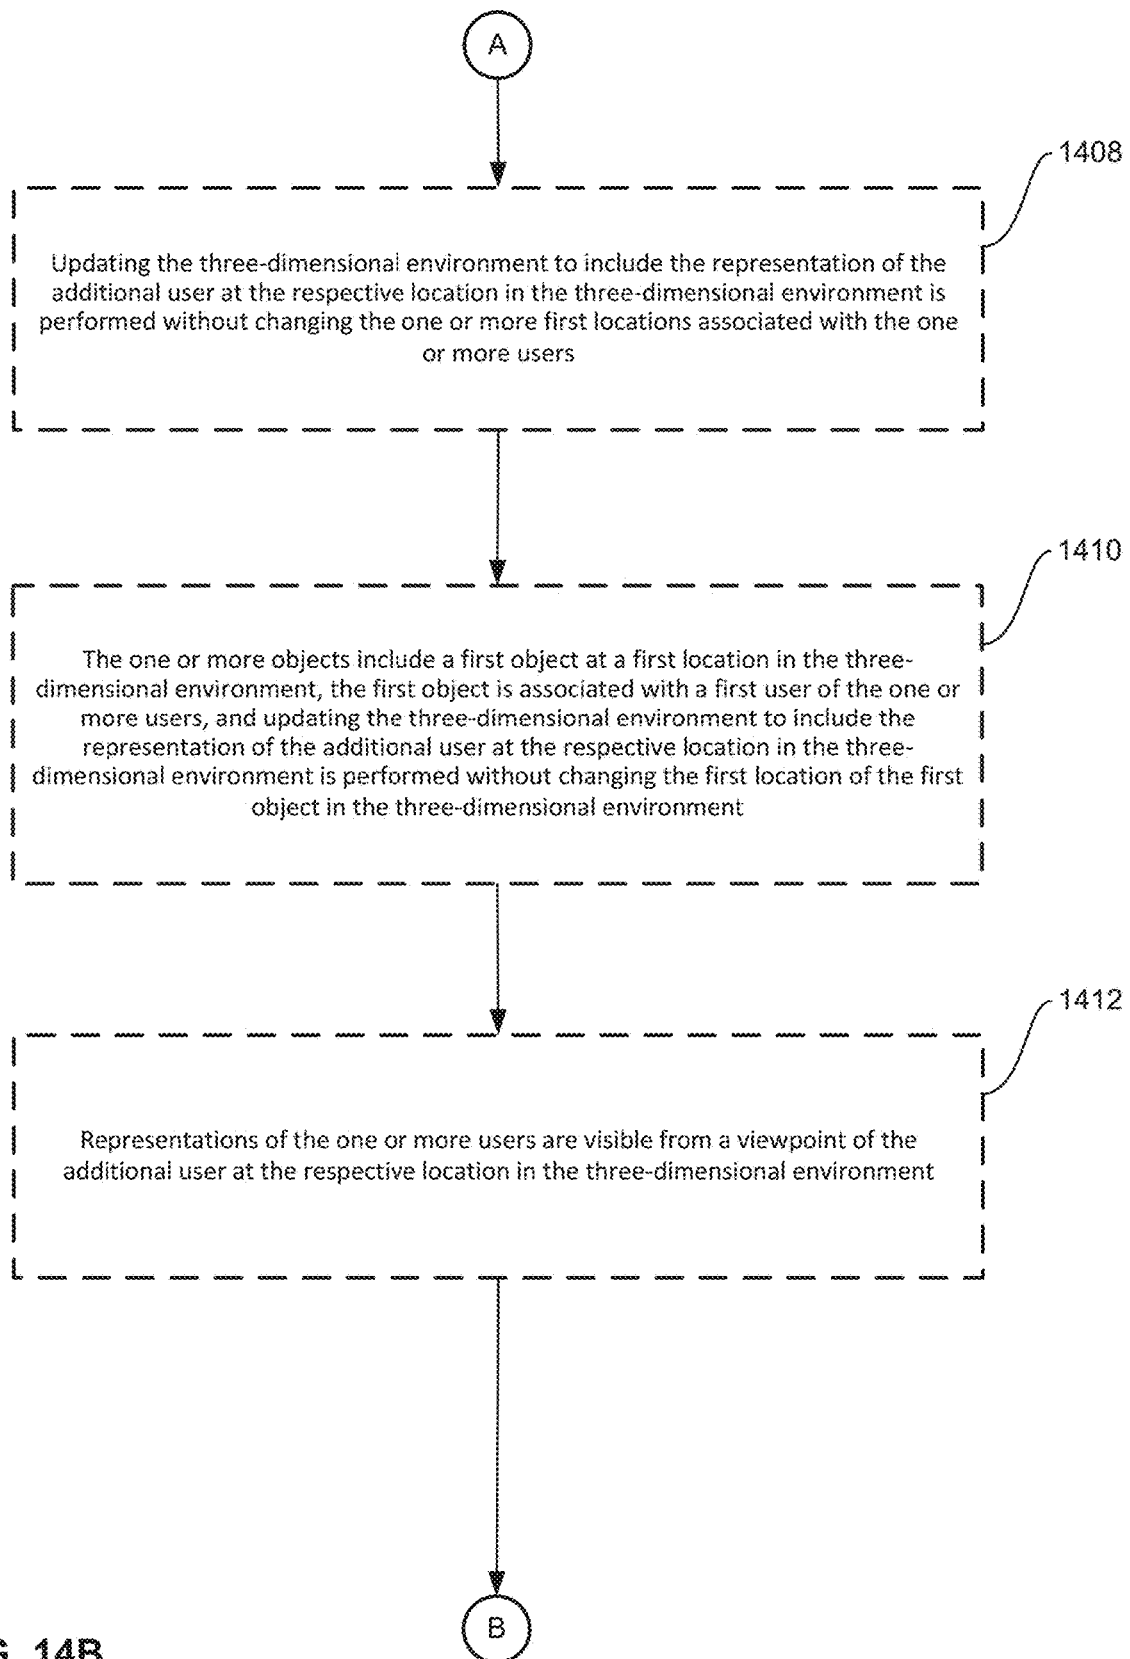 A
1408
Updating the three-dimensional environment to include the representation of the
additional user at the respective location in the three-dimensional environment is
performed without changing the one or more first locations associated with the one
or more users
1410
The one or more objects include a first object at a first location in the three-
dimensional environment, the first object is associated with a first user of the one or
more users, and updating the three-dimensional environment to include the
representation of the additional user at the respective location in the three-
dimensional environment is performed without changing the first location of the first
object in the three-dimensional environment
1412
Representations of the one or more users are visible from a viewpoint of the
additional user at the respective location in the three-dimensional environment
B
14B